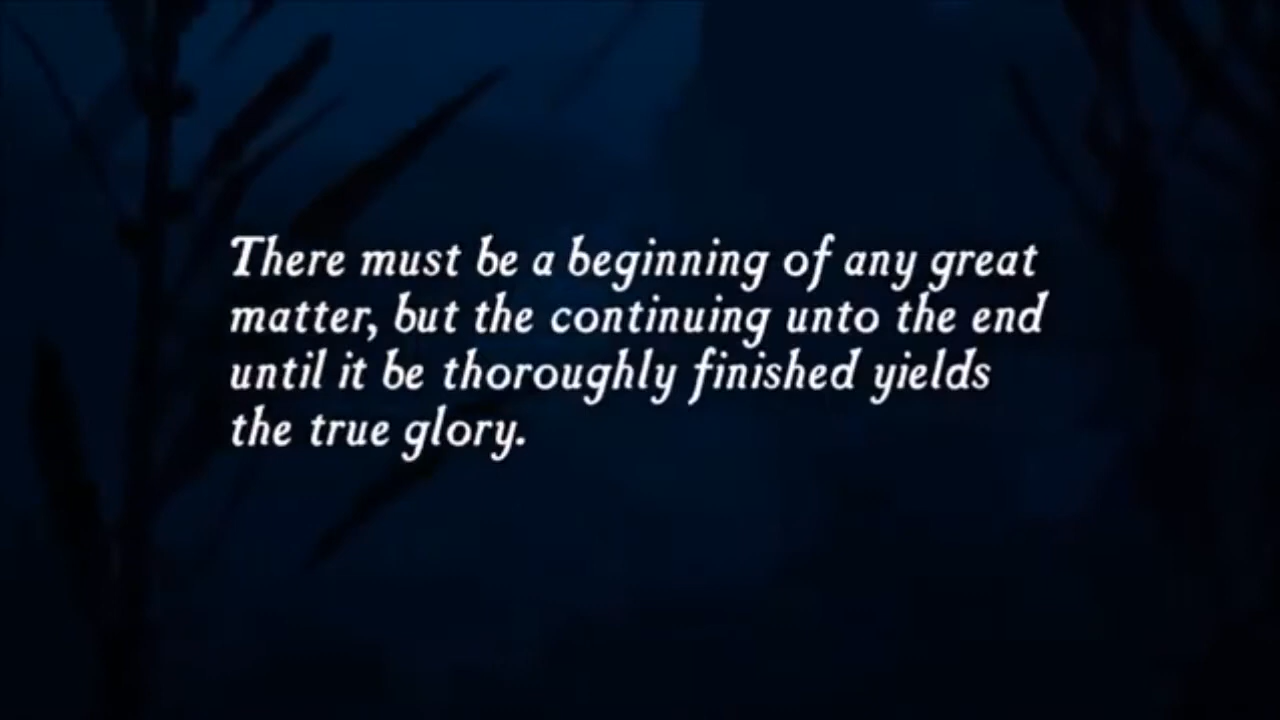 There must be a beginning of any great
matter, but the continuing unto the end
until it be thoroughly finished yields
the true glory.